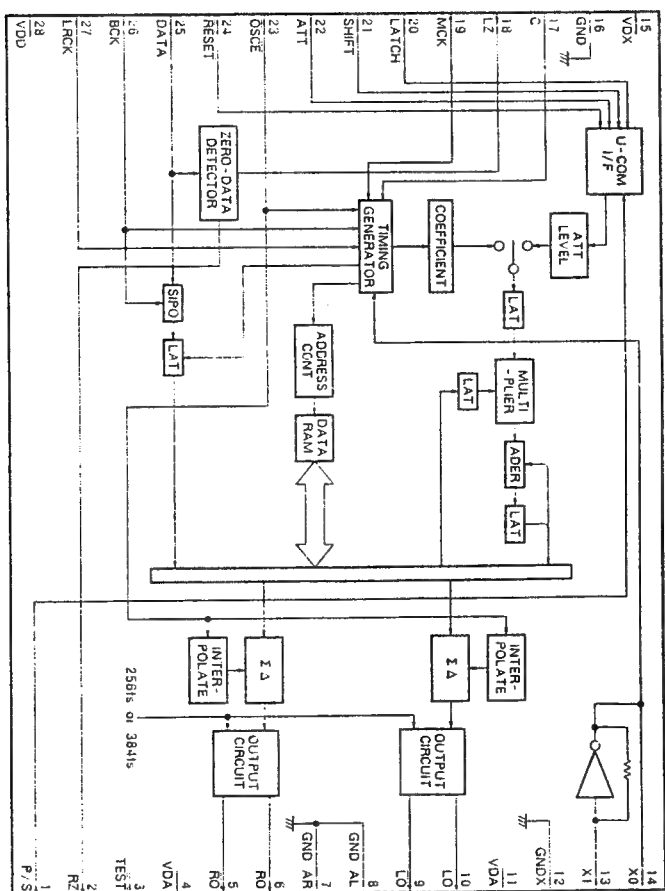 15 VDX
16 GND
17 C
18 LZ
19 MCK
20 LATCH
21 SHIFT
22 ATT
23 OSCE
24 RESET
25 DATA
26 BCK
27 LRCK
28 VDD
U-COM
I/F
ATT
LEVEL
COEFFICIENT
TIMING
GENERATOR
ZERO-DATA
DETECTOR
LAT
MULTI
-PLIER
LAT
ADER
LAT
ADDRESS
CONT
DATA
RAM
SIPO
LAT
INTER-
POLATE
Σ Δ
INTER-
POLATE
Σ Δ
OUTPUT
CIRCUIT
OUTPUT
CIRCUIT
256fs or 384fs
14 XO
13 XI
12 GNDX
11 VDA
10 LO
9 LO
8 GND AL
7 GND AR
6 RO
5 RO
4 VDA
3 TEST
2 RZ
1 P/S